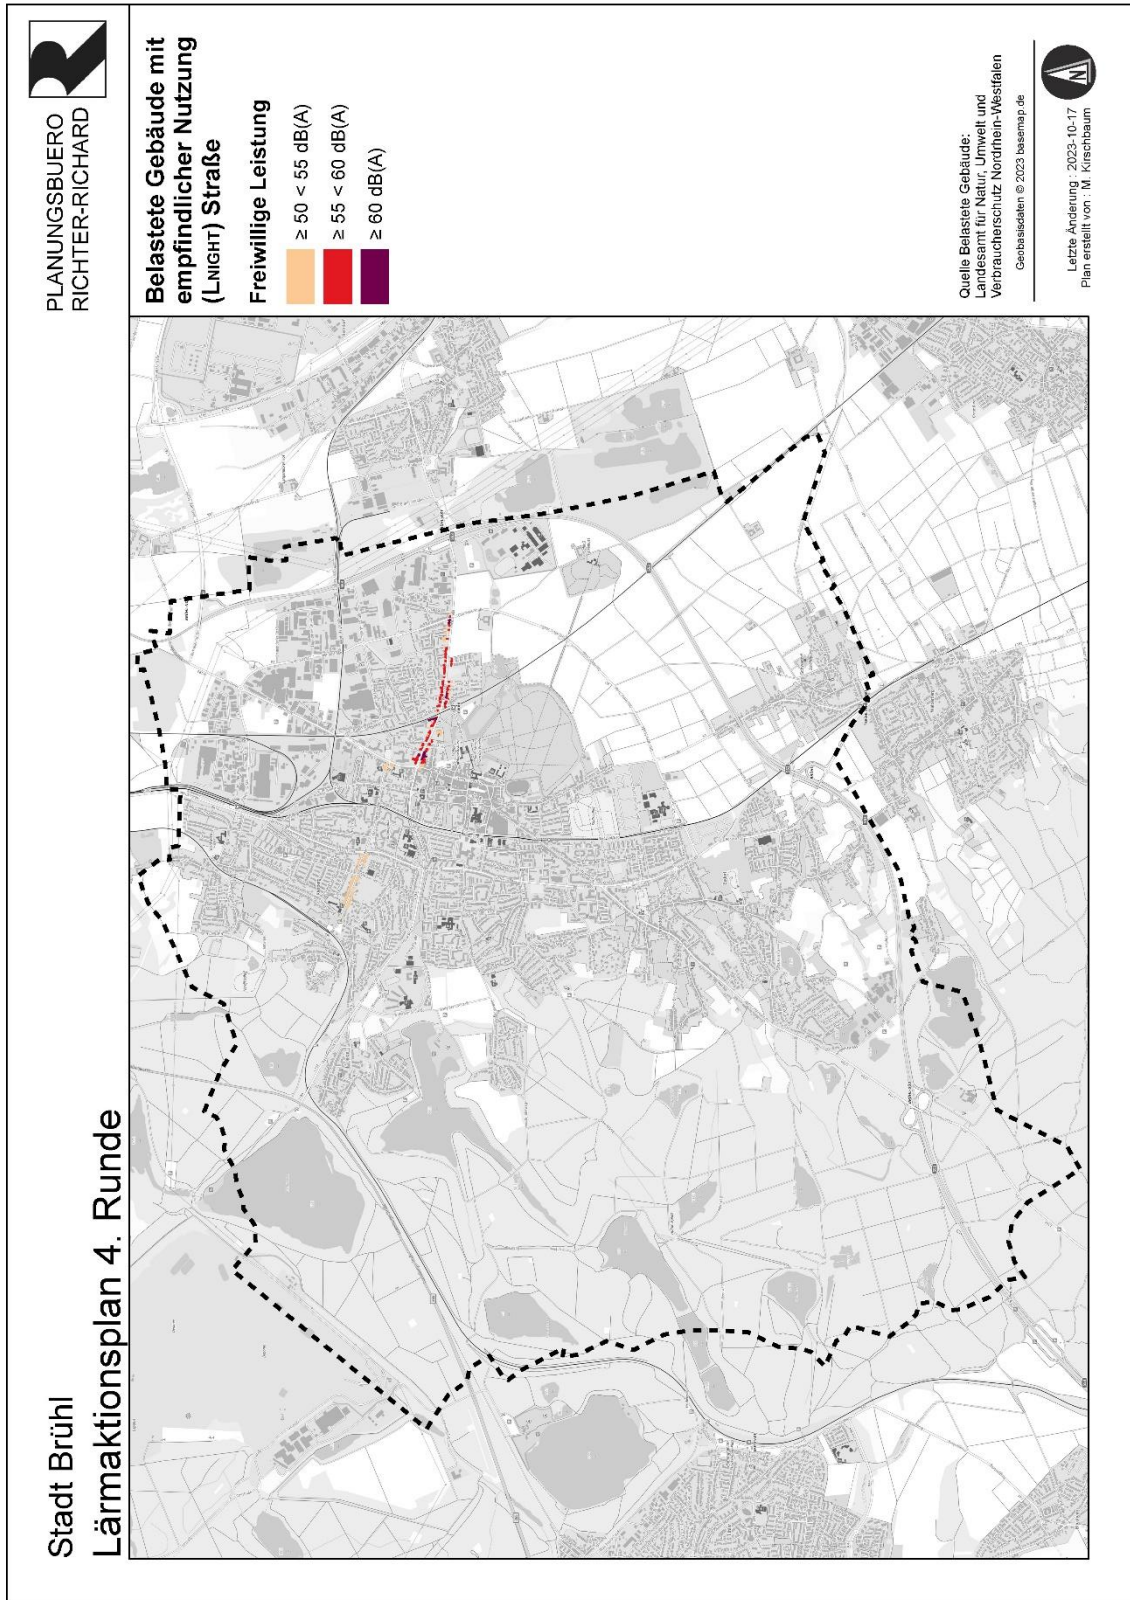 Stadt Brühl
Lärmaktionsplan 4. Runde
PLANUNGSBUERO
RICHTER-RICHARD
Belastete Gebäude mit
empfindlicher Nutzung
(LNIGHT) Straße
Freiwillige Leistung
≥ 50 < 55 dB(A)
≥ 55 < 60 dB(A)
≥ 60 dB(A)
Quelle Belastete Gebäude:
Landesamt für Natur, Umwelt und
Verbraucherschutz Nordrhein-Westfalen
Geobasisdaten © 2023 basemap.de
N
Letzte Änderung : 2023-10-17
Plan erstellt von : M. Kirschbaum